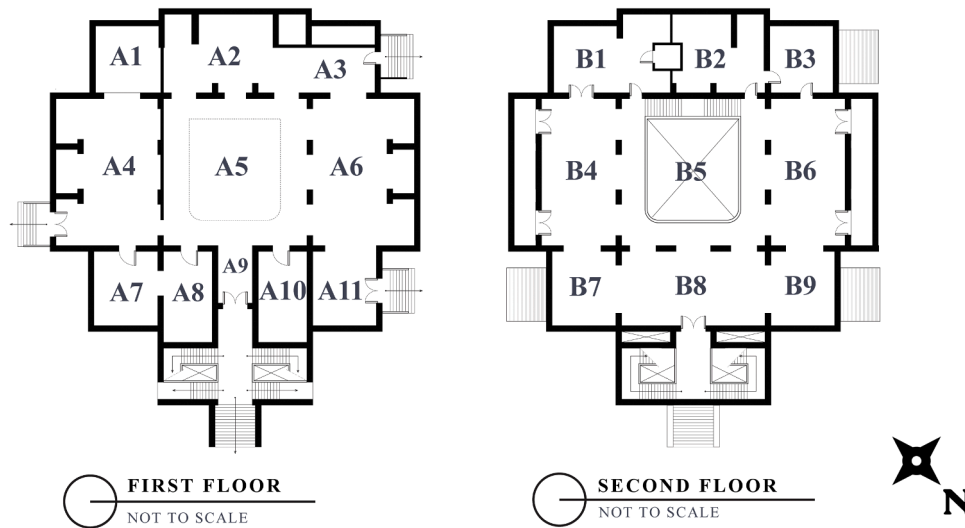 A1
A2
A3
A4
A5
A6
A7
A8
A9
A10
A11
FIRST FLOOR
NOT TO SCALE
B1
B2
B3
B4
B5
B6
B7
B8
B9
SECOND FLOOR
NOT TO SCALE
N